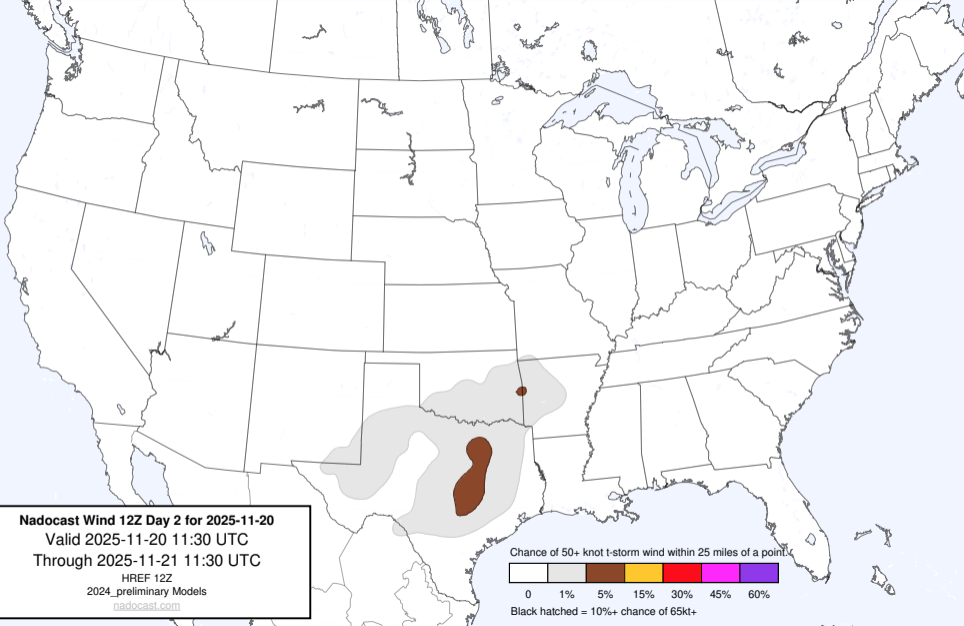 Nadocast Wind 12Z Day 2 for 2025-11-20
Valid 2025-11-20 11:30 UTC
Through 2025-11-21 11:30 UTC
HREF 12Z
2024_preliminary Models
nadocast.com
Chance of 50+ knot t-storm wind within 25 miles of a point.
0 1% 5% 15% 30% 45% 60%
Black hatched = 10%+ chance of 65kt+